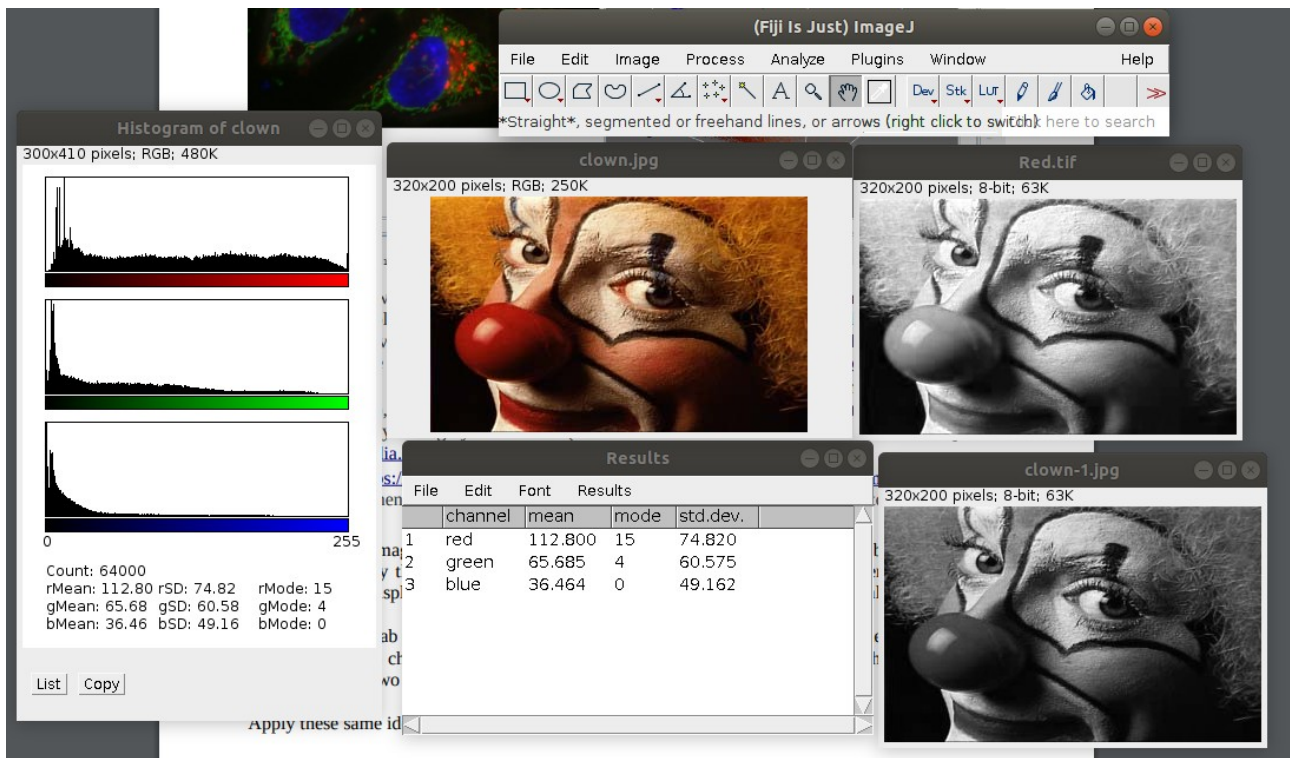 (Fiji Is Just) ImageJ
File Edit Image Process Analyze Plugins Window Help
Dev Stk LUT
*Straight*, segmented or freehand lines, or arrows (right click to switch)
here to search
Histogram of clown
300x410 pixels; RGB; 480K
0 255
Count: 64000
rMean: 112.80 rSD: 74.82 rMode: 15
gMean: 65.68 gSD: 60.58 gMode: 4
bMean: 36.46 bSD: 49.16 bMode: 0
List Copy
clown.jpg
320x200 pixels; RGB; 250K
Red.tif
320x200 pixels; 8-bit; 63K
Results
File Edit Font Results
channel mean mode std.dev.
1 red 112.800 15 74.820
2 green 65.685 4 60.575
3 blue 36.464 0 49.162
clown-1.jpg
320x200 pixels; 8-bit; 63K
Apply these same id